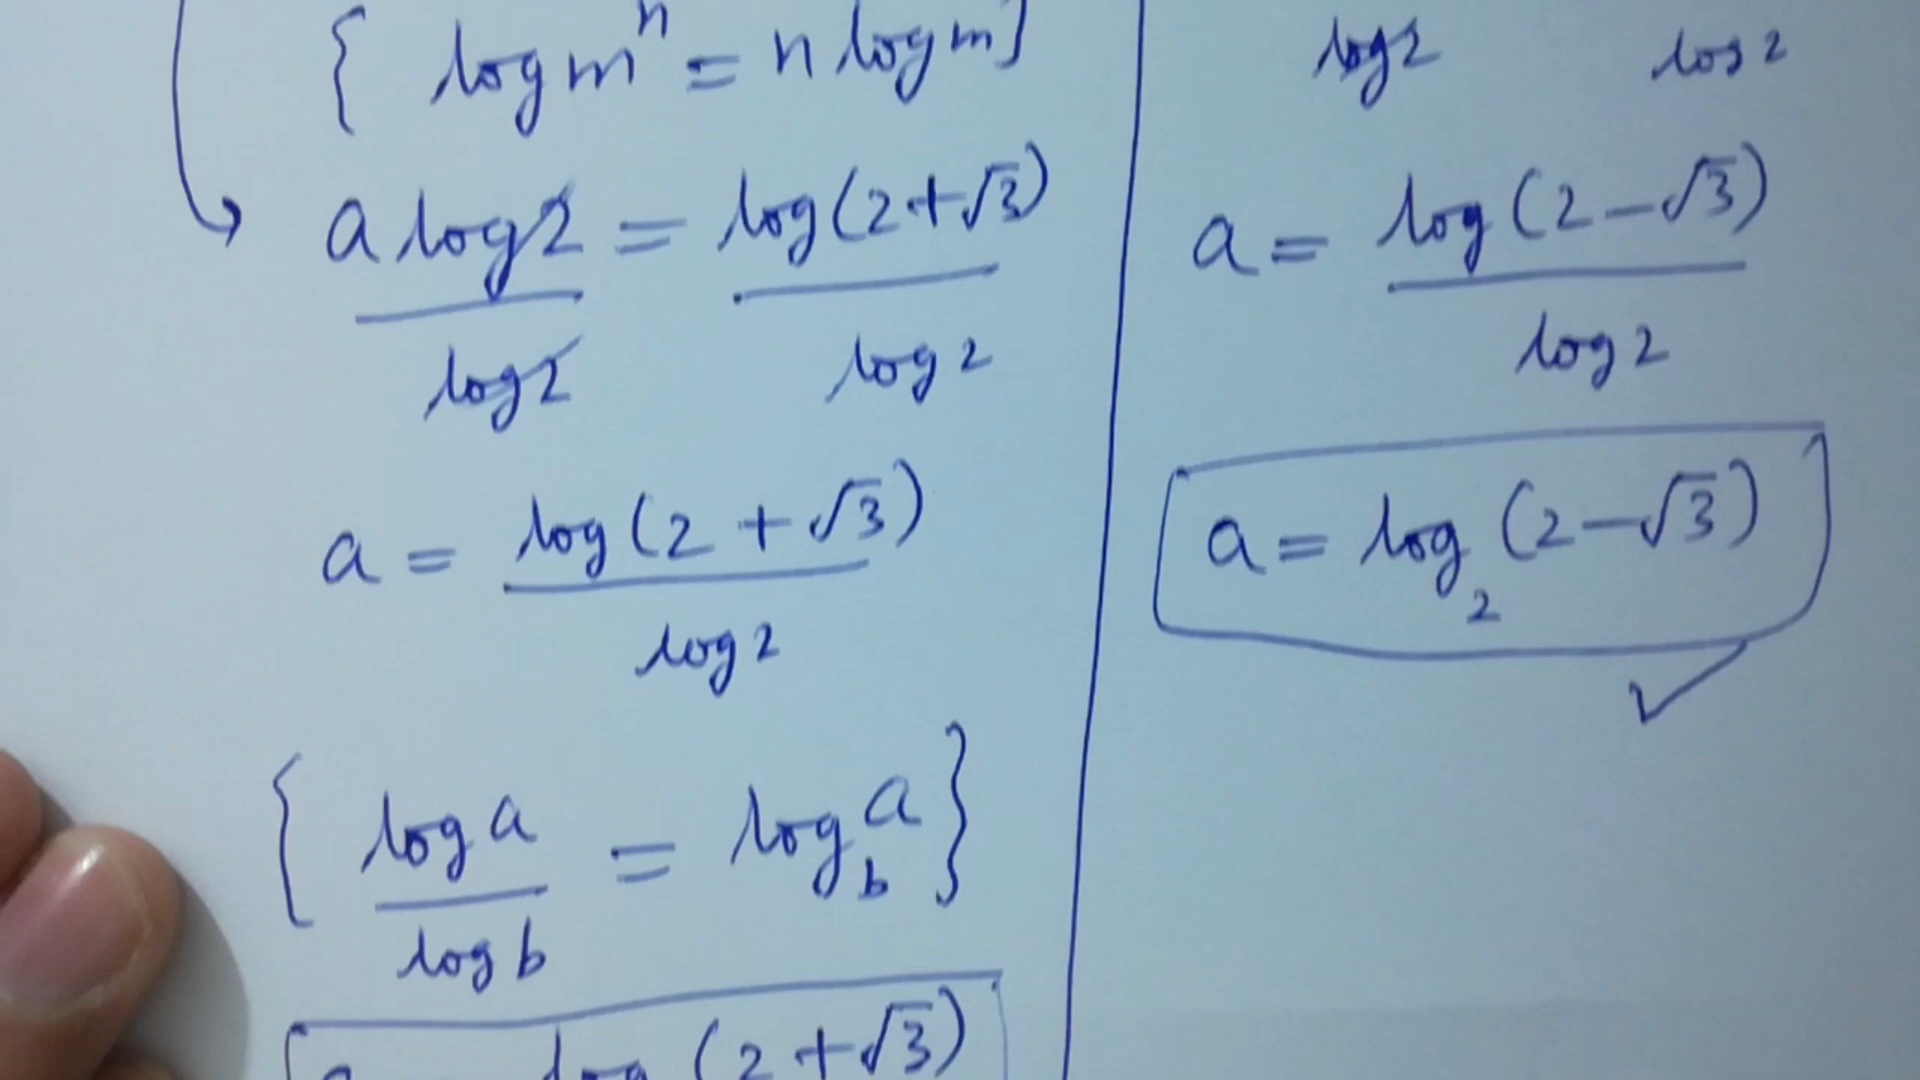 { log m^n = n log m }
a log 2 = log(2+√3)
log 2 log 2
a = log(2 + √3)
log 2
{ log a = log_b a }
log b
a log (2 + √3)
log 2 log 2
a = log(2 − √3)
log 2
a = log_2 (2 − √3)